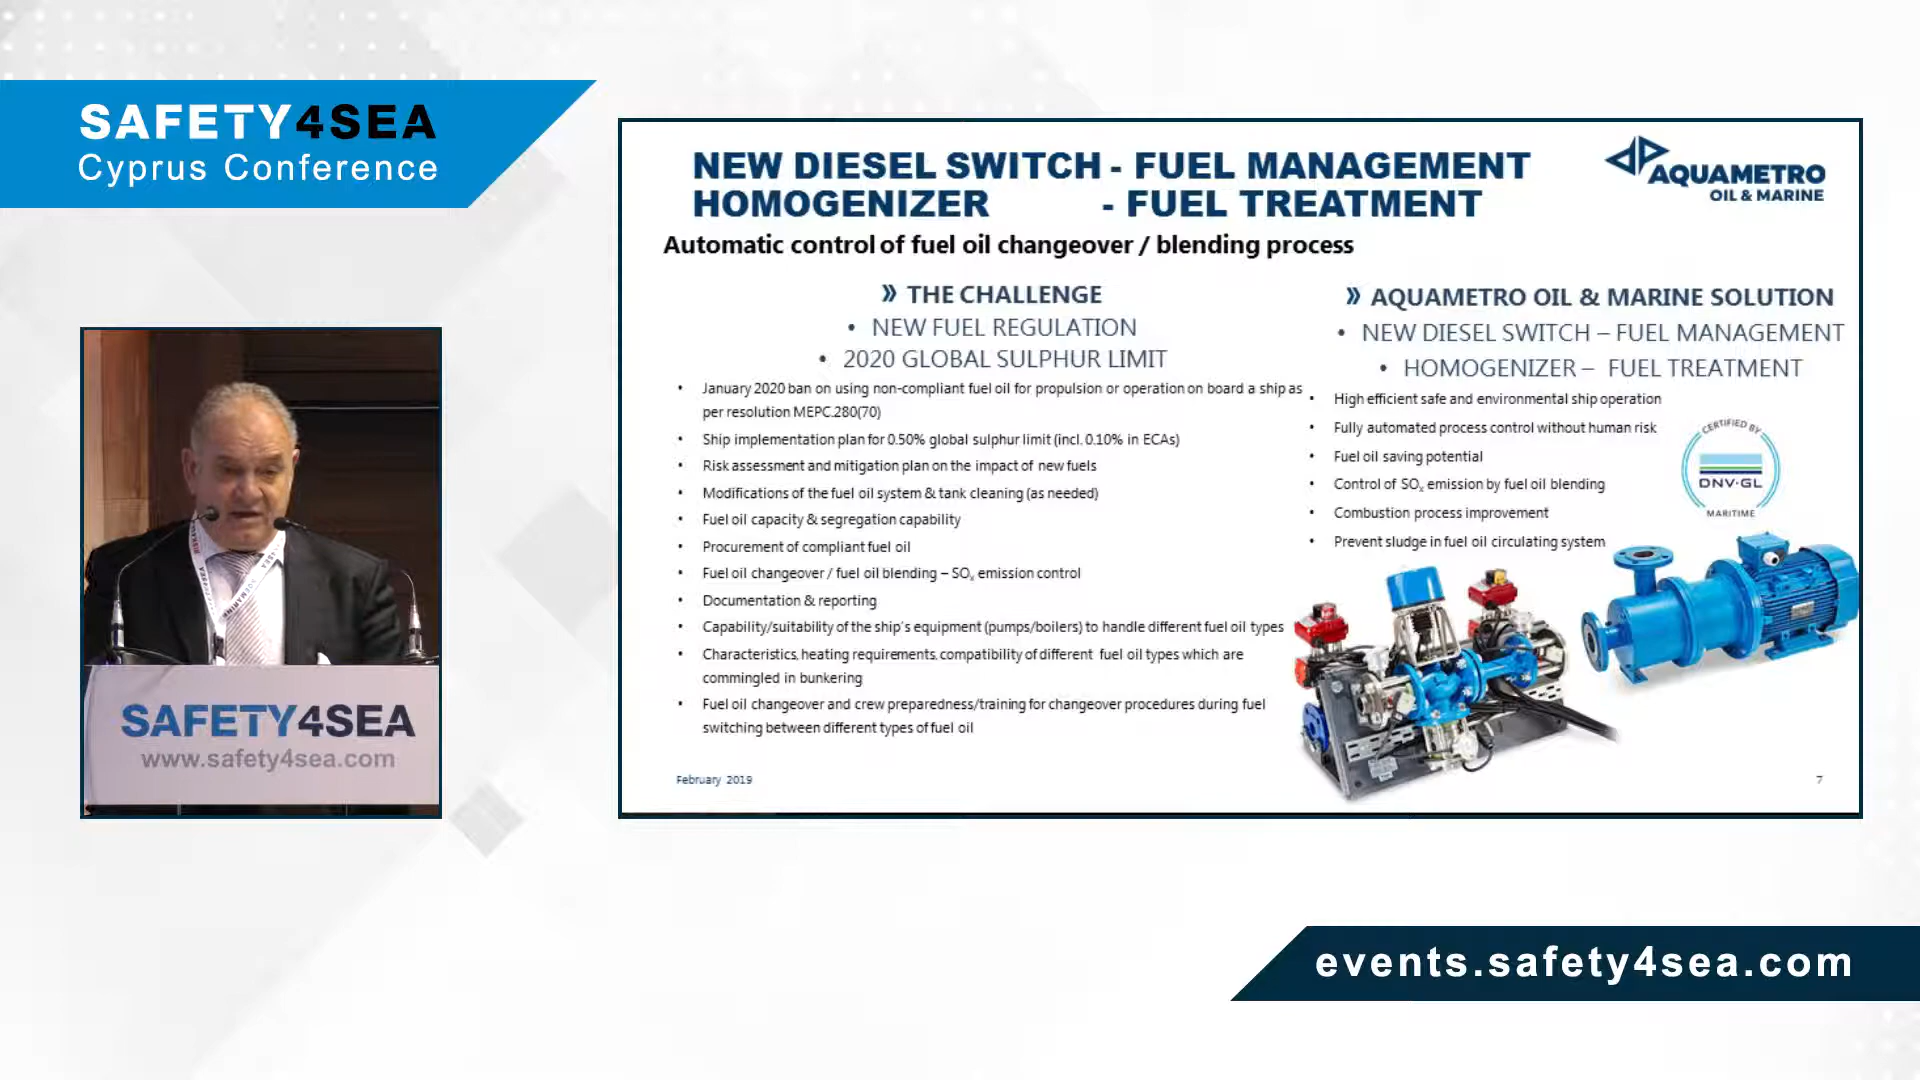 SAFETY4SEA
Cyprus Conference
NEW DIESEL SWITCH - FUEL MANAGEMENT
HOMOGENIZER - FUEL TREATMENT
AQUAMETRO
OIL & MARINE
Automatic control of fuel oil changeover / blending process
» THE CHALLENGE
• NEW FUEL REGULATION
• 2020 GLOBAL SULPHUR LIMIT
• January 2020 ban on using non-compliant fuel oil for propulsion or operation on board a ship as
per resolution MEPC.280(70)
• Ship implementation plan for 0.50% global sulphur limit (incl. 0.10% in ECAs)
• Risk assessment and mitigation plan on the impact of new fuels
• Modifications of the fuel oil system & tank cleaning (as needed)
• Fuel oil capacity & segregation capability
• Procurement of compliant fuel oil
• Fuel oil changeover / fuel oil blending – SOx emission control
• Documentation & reporting
• Capability/suitability of the ship's equipment (pumps/boilers) to handle different fuel oil types
• Characteristics, heating requirements, compatibility of different fuel oil types which are
commingled in bunkering
• Fuel oil changeover and crew preparedness/training for changeover procedures during fuel
switching between different types of fuel oil
» AQUAMETRO OIL & MARINE SOLUTION
• NEW DIESEL SWITCH – FUEL MANAGEMENT
• HOMOGENIZER – FUEL TREATMENT
• High efficient safe and environmental ship operation
• Fully automated process control without human risk
• Fuel oil saving potential
• Control of SOx emission by fuel oil blending
• Combustion process improvement
• Prevent sludge in fuel oil circulating system
CERTIFIED BY
DNV·GL
MARITIME
February 2019
7
SAFETY4SEA
www.safety4sea.com
events.safety4sea.com